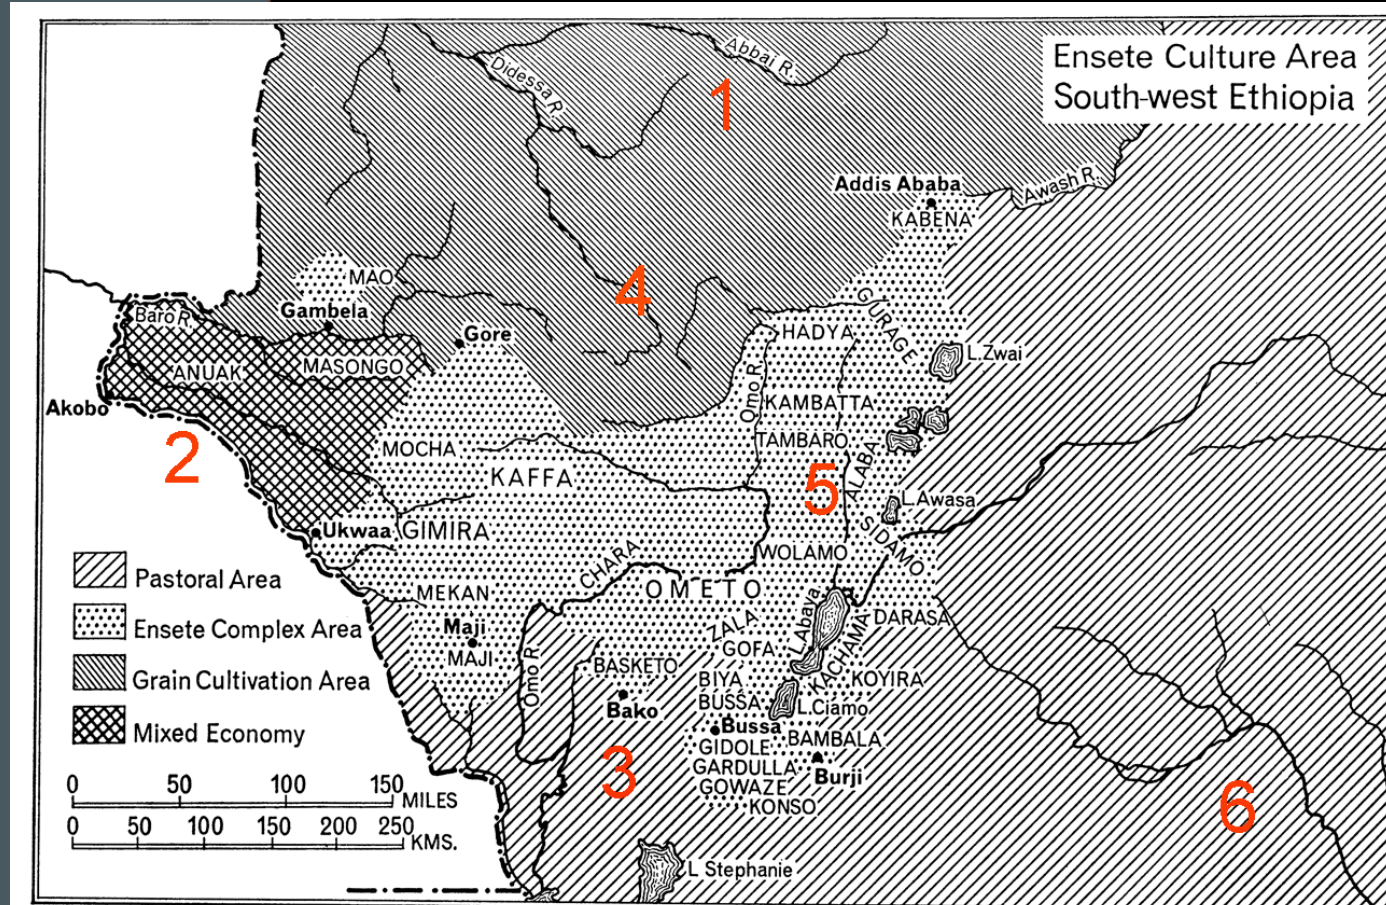 Ensete Culture Area
South-west Ethiopia
Abbai R.
Didessa R.
1
Addis Ababa
Awash R.
KABENA
MAO
4
GURAGE
Gambela
Baro R.
Gore
HADYA
L.Zwai
ANUAK
MASONGO
Omo R.
KAMBATTA
Akobo
2
MOCHA
TAMBARO
ALABA
KAFFA
5
L.Awasa
Ukwaa
GIMIRA
SIDAMO
CHARA
WOLAMO
MEKAN
OMETO
L.Abaya
DARASA
ZALA
KACHAMA
Maji
GOFA
MAJI
Omo R.
BASKETO
BIYA
KOYIRA
Bako
BUSSA
L.Ciamo
Bussa
BAMBALA
GIDOLE
3
GARDULLA
Burji
GOWAZE
KONSO
6
L Stephanie
Pastoral Area
Ensete Complex Area
Grain Cultivation Area
Mixed Economy
0 50 100 150 MILES
0 50 100 150 200 250 KMS.